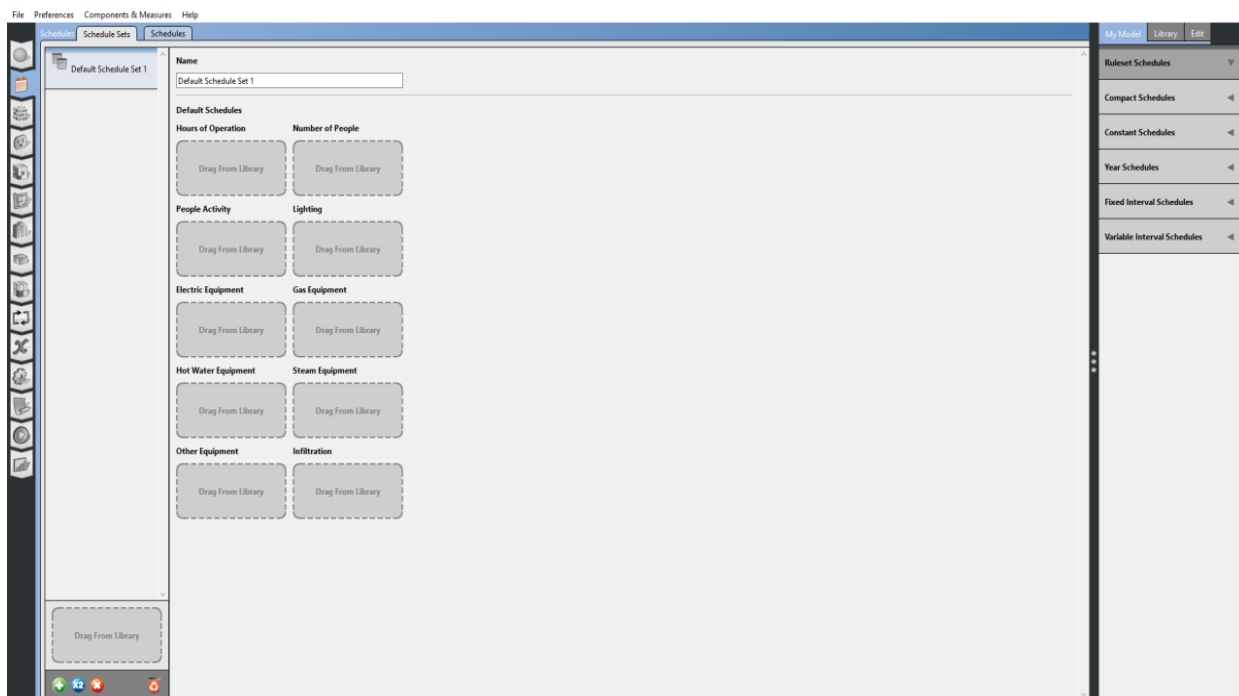 File Preferences Components & Measures Help
Schedules Schedule Sets Schedules
My Model Library Edit
Default Schedule Set 1
Name
Default Schedule Set 1
Default Schedules
Hours of Operation Number of People
Drag From Library Drag From Library
People Activity Lighting
Drag From Library Drag From Library
Electric Equipment Gas Equipment
Drag From Library Drag From Library
Hot Water Equipment Steam Equipment
Drag From Library Drag From Library
Other Equipment Infiltration
Drag From Library Drag From Library
Drag From Library
X2
Ruleset Schedules
Compact Schedules
Constant Schedules
Year Schedules
Fixed Interval Schedules
Variable Interval Schedules